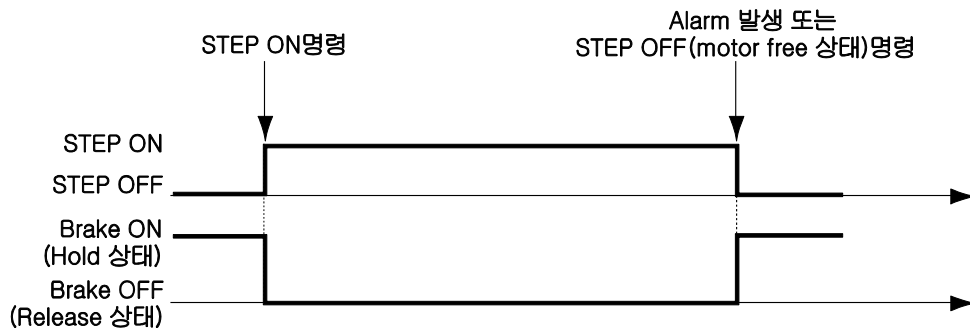 Alarm 발생 또는
STEP ON명령
STEP OFF(motor free 상태)명령
STEP ON
STEP OFF
Brake ON
(Hold 상태)
Brake OFF
(Release 상태)